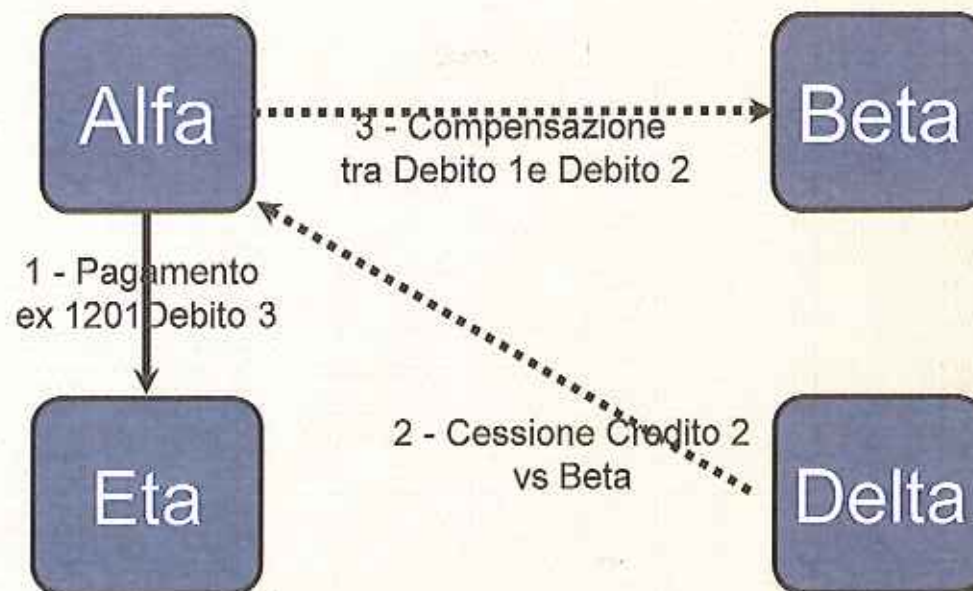 Alfa
Beta
3 - Compensazione
tra Debito 1e Debito 2
1 - Pagamento
ex 1201 Debito 3
2 - Cessione Credito 2
vs Beta
Eta
Delta